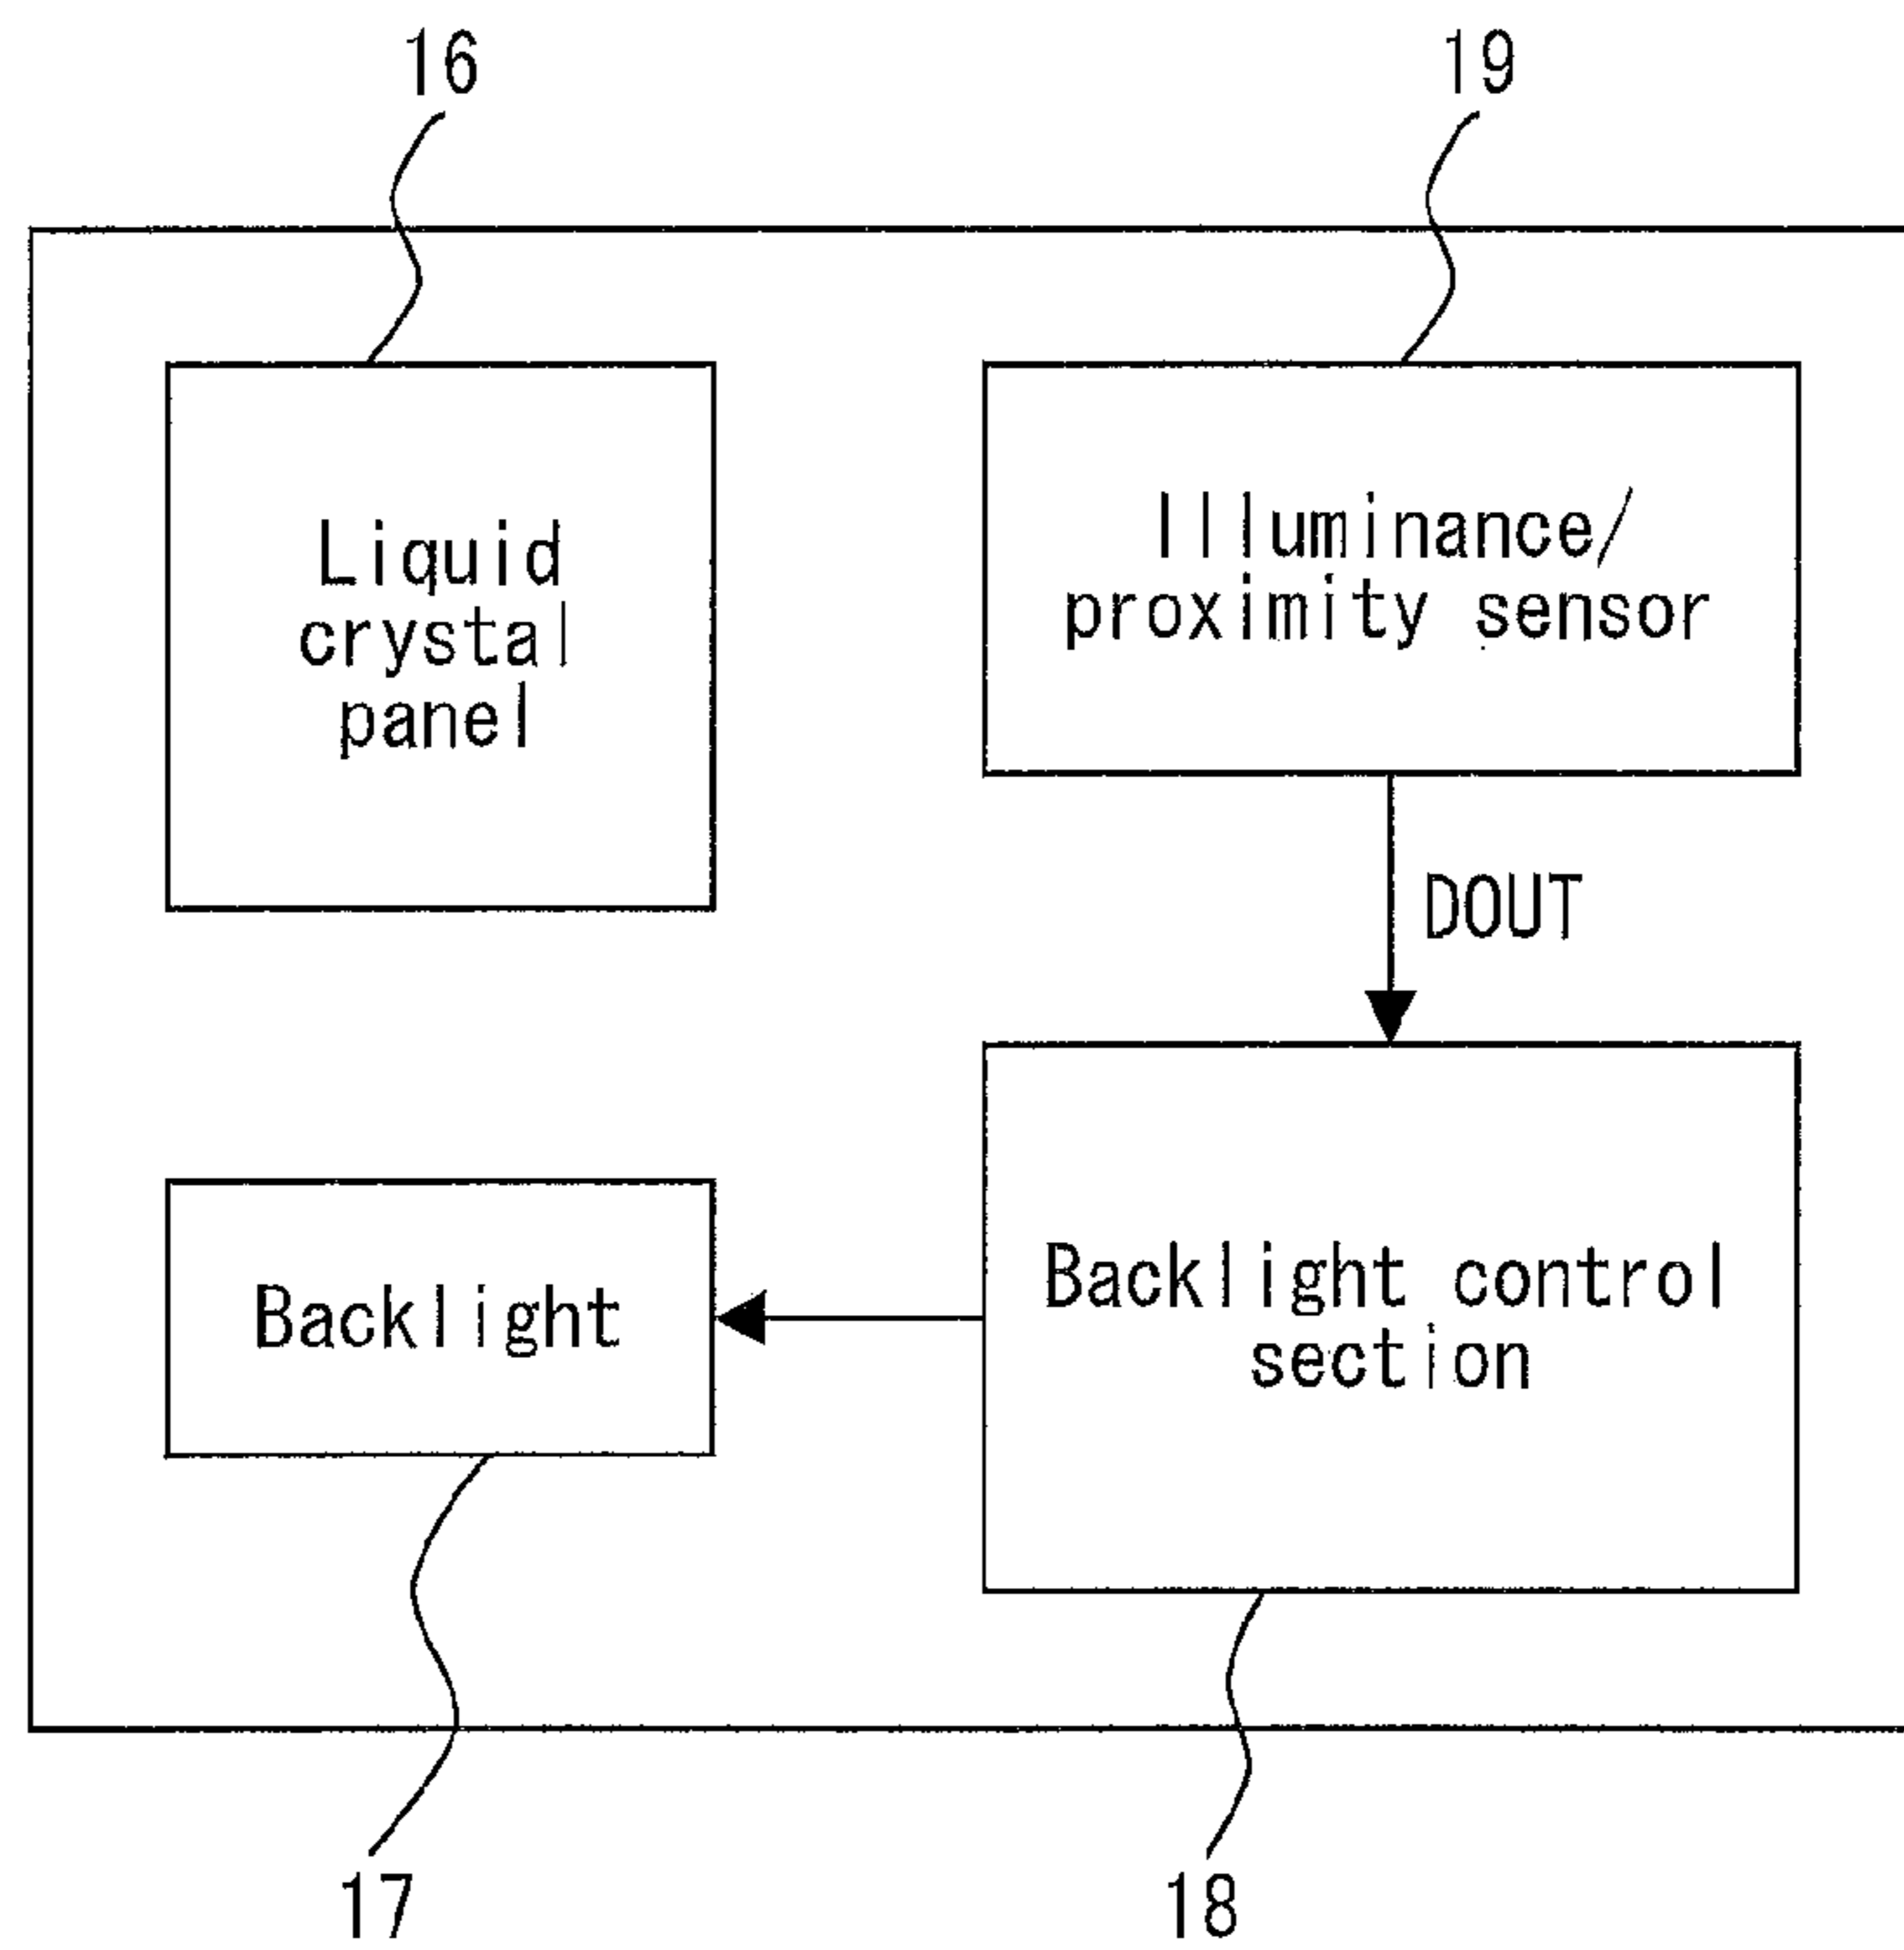 16
19
Liquid
crystal
panel
Illuminance/
proximity sensor
DOUT
Backlight
Backlight control
section
17
18